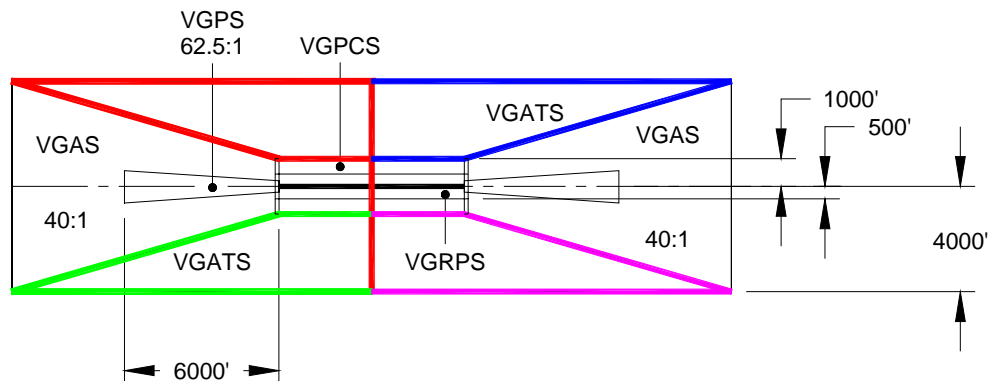 VGPS
62.5:1
VGPCS
VGATS
1000'
500'
VGAS
VGAS
40:1
40:1
4000'
VGATS
VGRPS
6000'